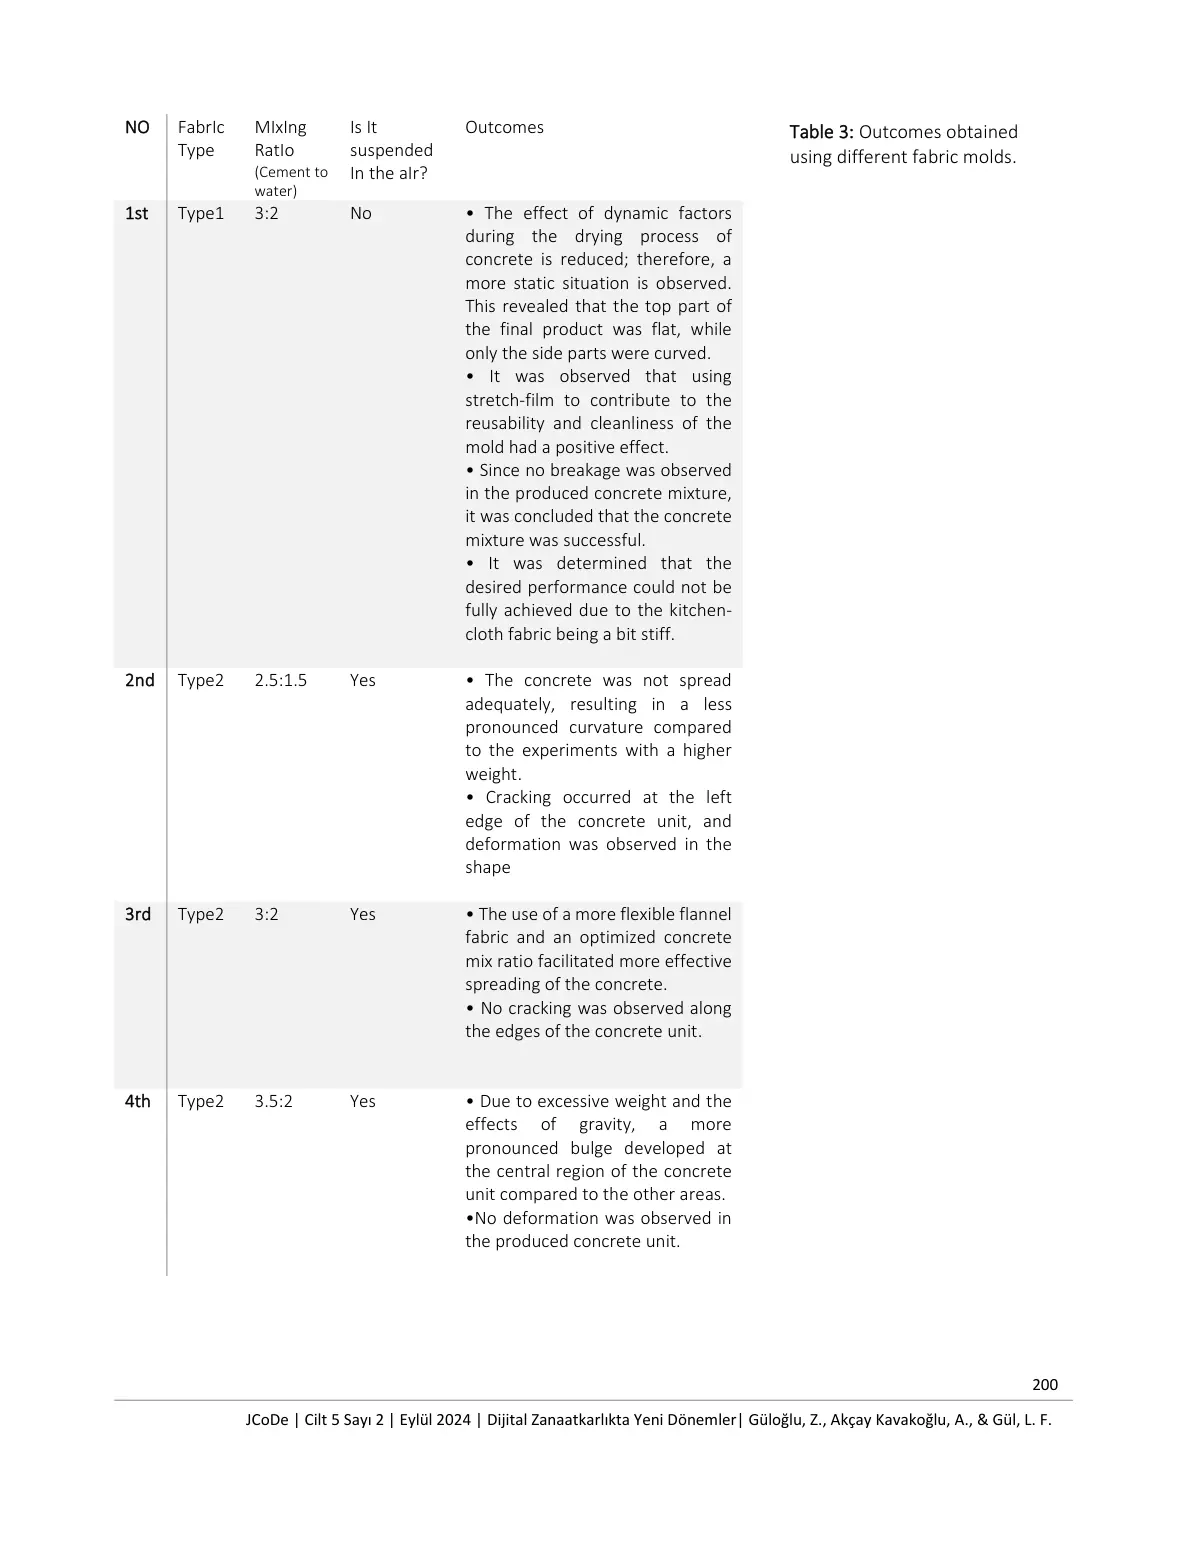 NO FabrIc MIxIng Is It Outcomes
Type RatIo suspended
(Cement to In the aIr?
water)
Table 3: Outcomes obtained
using different fabric molds.
1st Type1 3:2 No • The effect of dynamic factors
during the drying process of
concrete is reduced; therefore, a
more static situation is observed.
This revealed that the top part of
the final product was flat, while
only the side parts were curved.
• It was observed that using
stretch-film to contribute to the
reusability and cleanliness of the
mold had a positive effect.
• Since no breakage was observed
in the produced concrete mixture,
it was concluded that the concrete
mixture was successful.
• It was determined that the
desired performance could not be
fully achieved due to the kitchen-
cloth fabric being a bit stiff.
2nd Type2 2.5:1.5 Yes • The concrete was not spread
adequately, resulting in a less
pronounced curvature compared
to the experiments with a higher
weight.
• Cracking occurred at the left
edge of the concrete unit, and
deformation was observed in the
shape
3rd Type2 3:2 Yes • The use of a more flexible flannel
fabric and an optimized concrete
mix ratio facilitated more effective
spreading of the concrete.
• No cracking was observed along
the edges of the concrete unit.
4th Type2 3.5:2 Yes • Due to excessive weight and the
effects of gravity, a more
pronounced bulge developed at
the central region of the concrete
unit compared to the other areas.
•No deformation was observed in
the produced concrete unit.
200
JCoDe | Cilt 5 Sayı 2 | Eylül 2024 | Dijital Zanaatkarlıkta Yeni Dönemler| Güloğlu, Z., Akçay Kavakoğlu, A., & Gül, L. F.